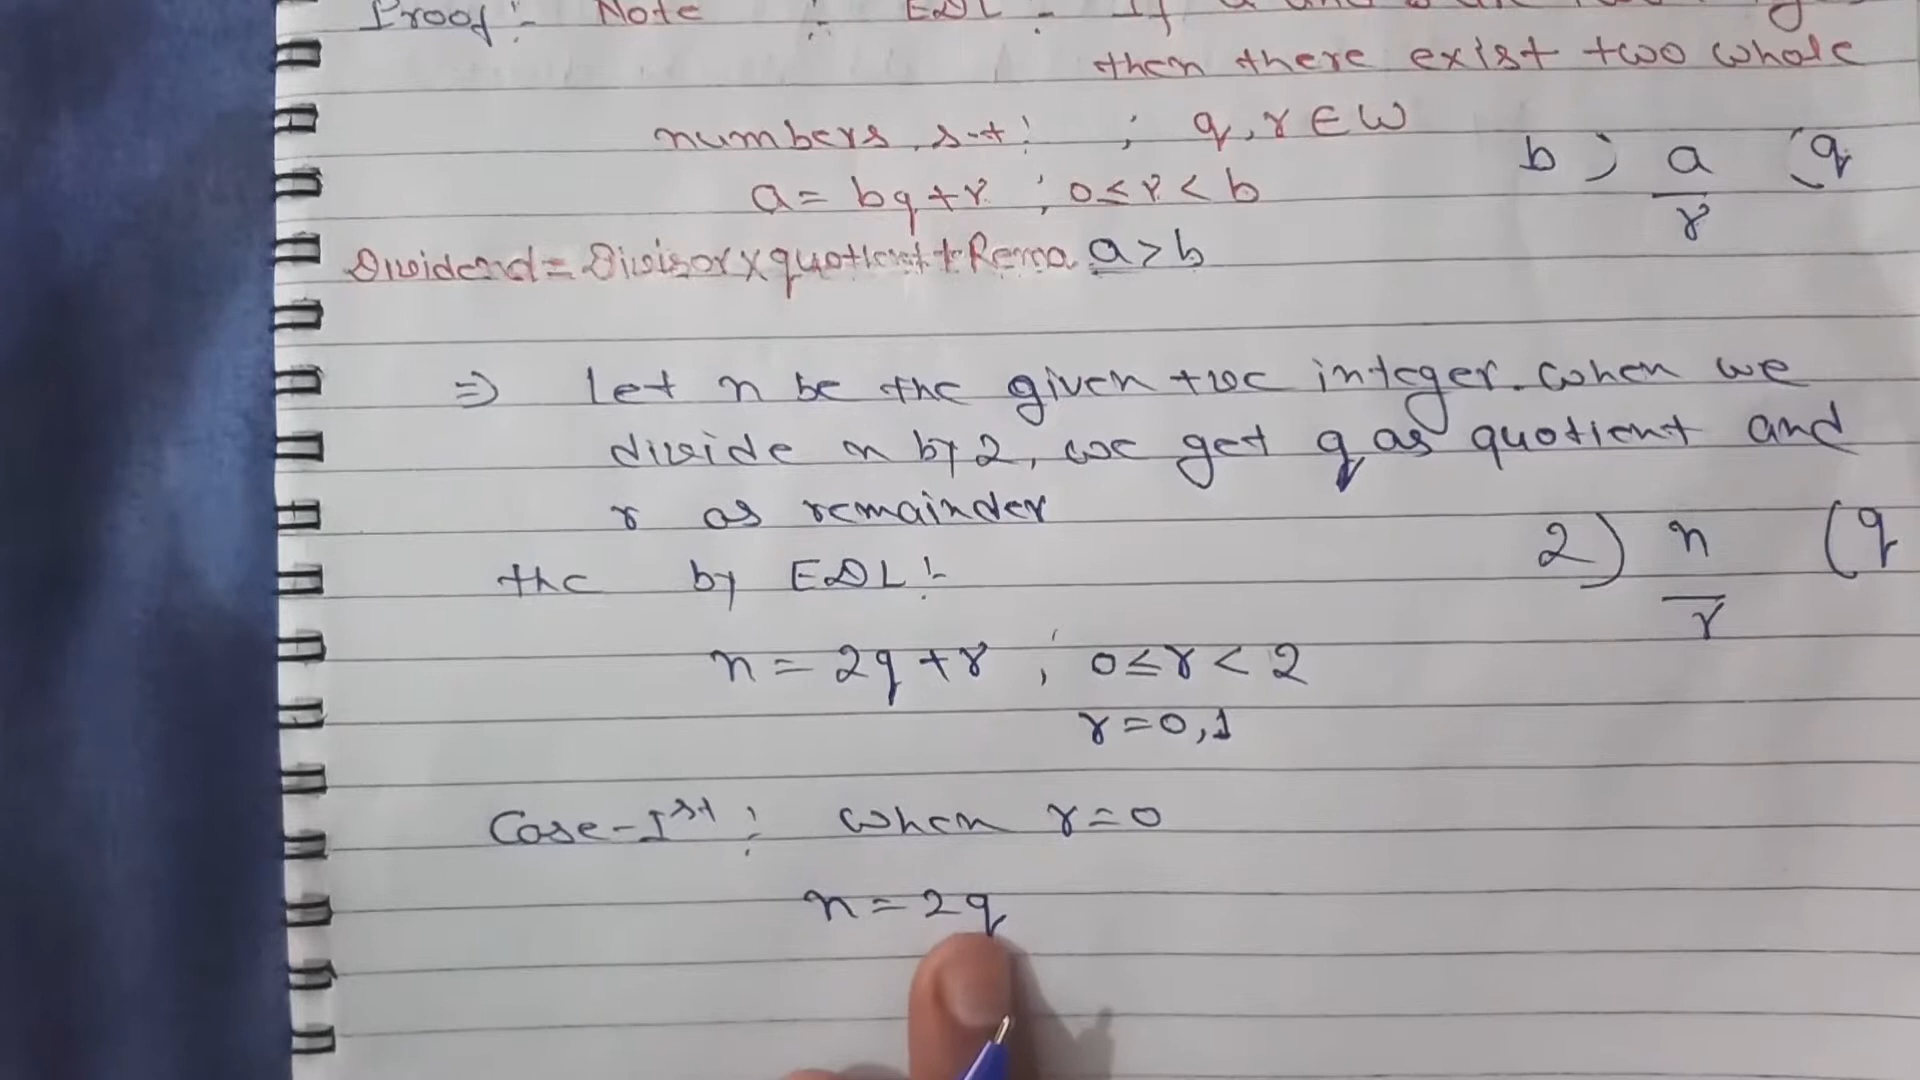 Proof:- Note :- EDL :- If a and
then there exist two whole
numbers s.t: ; q, r ∈ W
b ) a ( q
r
a = bq + r ; 0 ≤ r < b
Dividend = Divisor x quotient + Rema. a > b
⇒ Let n be the given +ve integer. When we
divide n by 2, we get q as quotient and
r as remainder
2 ) n ( q
r
the by EDL :-
n = 2q + r ; 0 ≤ r < 2
r = 0, 1
Case - Ist : When r = 0
n = 2q